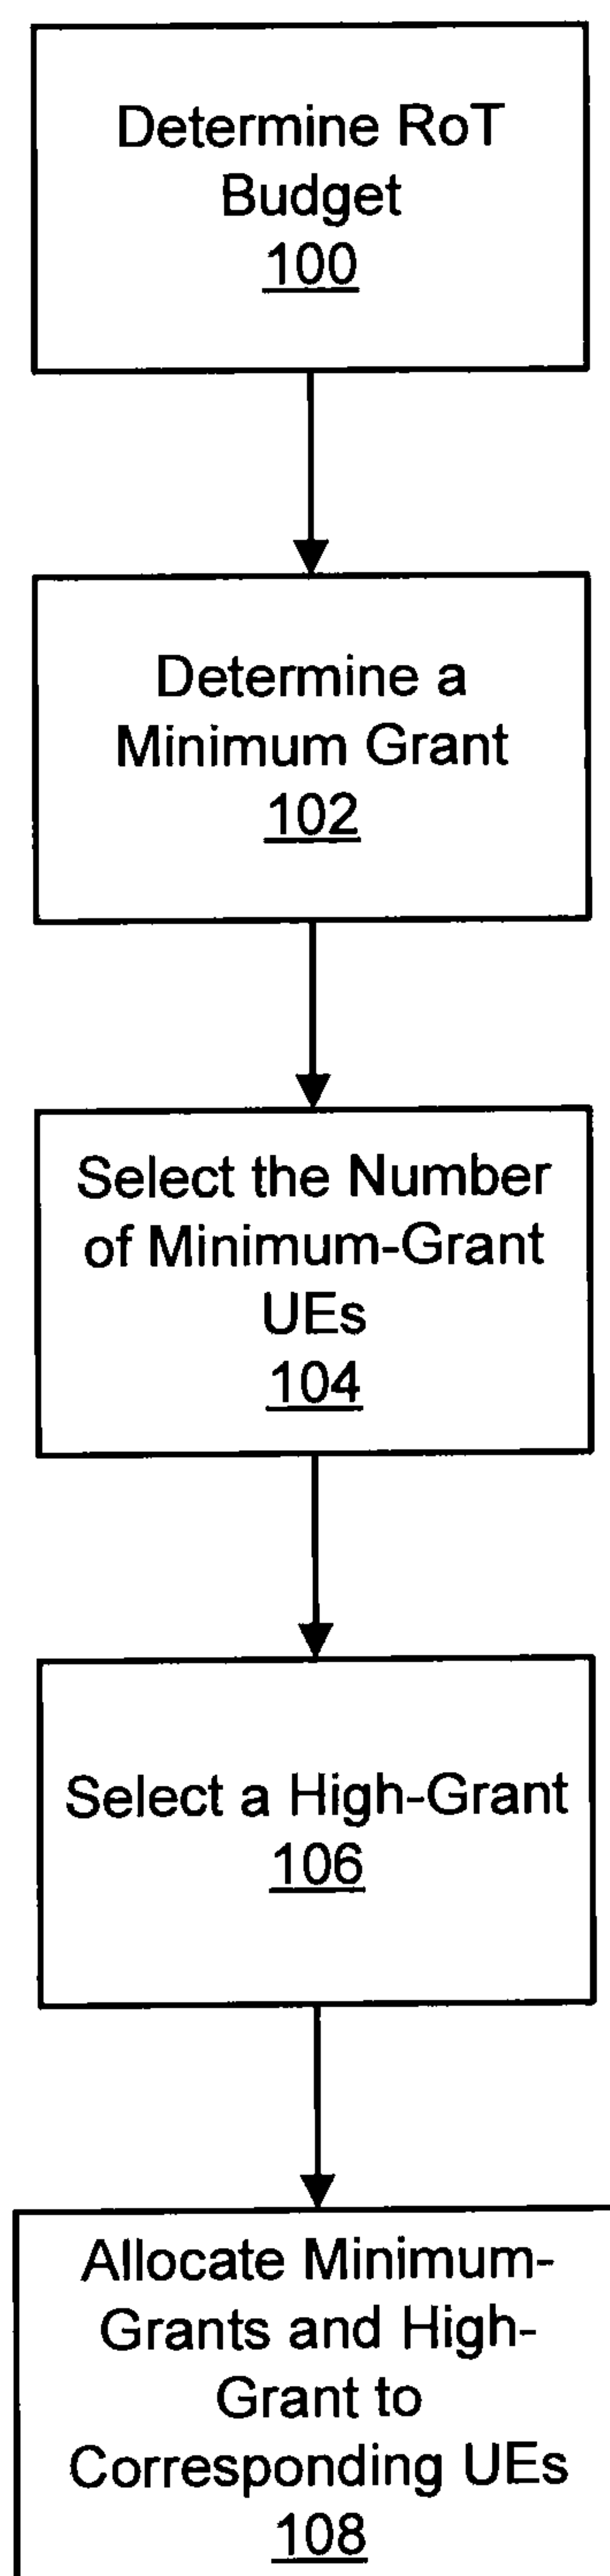 Determine RoT
Budget
100
Determine a
Minimum Grant
102
Select the Number
of Minimum-Grant
UEs
104
Select a High-Grant
106
Allocate Minimum-
Grants and High-
Grant to
Corresponding UEs
108